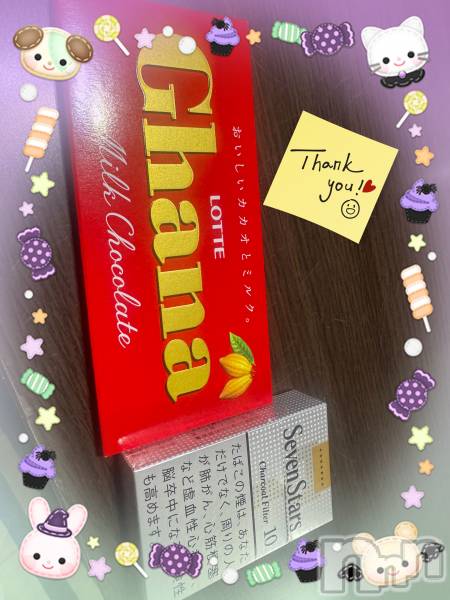 Ghana
Milk Chocolate
LOTTE
おいしいカカオとミルク。
Thank
you!
SevenStars
Charcoal Filter 10
たばこの煙は、あなた
だけでなく、周りの人
が肺がん、心筋梗塞
など虚血性心
脳卒中にな
も高めます